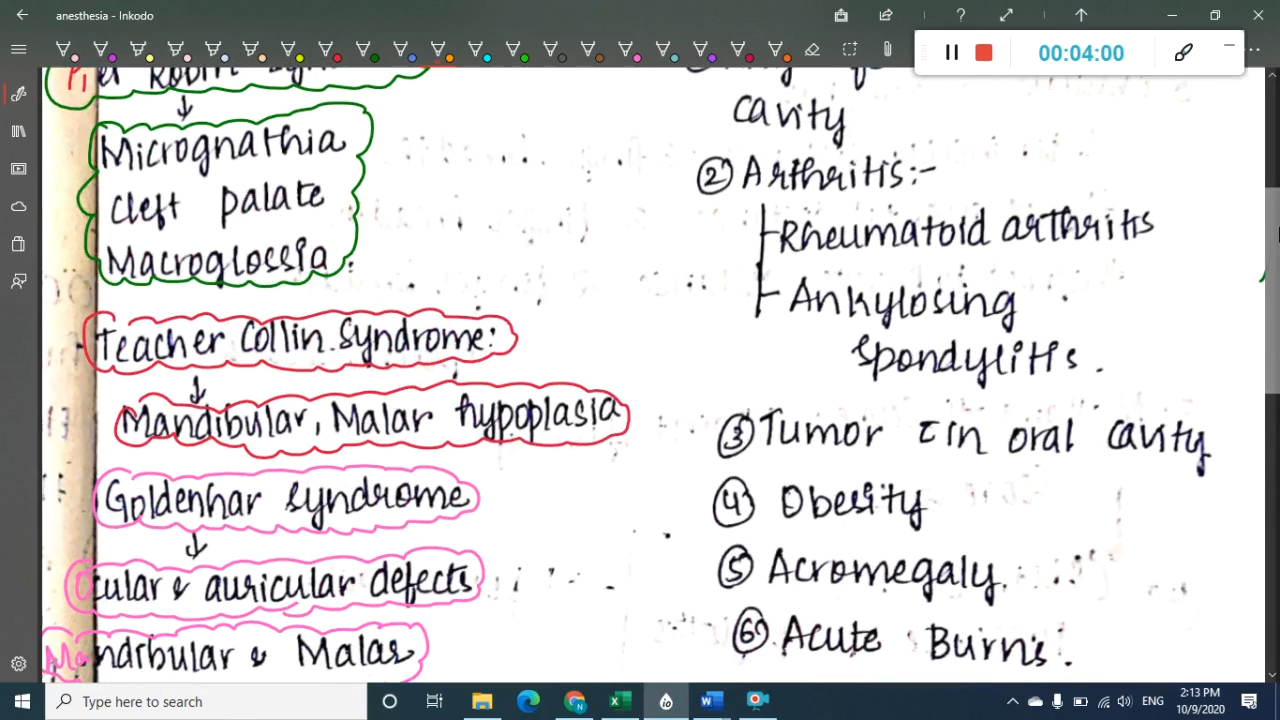 anesthesia - Inkodo
00:04:00
Micrognathia
cleft palate
Macroglossia.
Teacher Collin Syndrome:
↓
Mandibular, Malar hypoplasia
Goldenhar syndrome
↓
Ocular & auricular defects
Mandibular & Malar
cavity
② Arthritis:-
Rheumatoid arthritis
Ankylosing
Spondylitis.
③ Tumor in oral cavity
④ Obesity
⑤ Acromegaly.
⑥ Acute Burns.
Type here to search
ENG
2:13 PM
10/9/2020